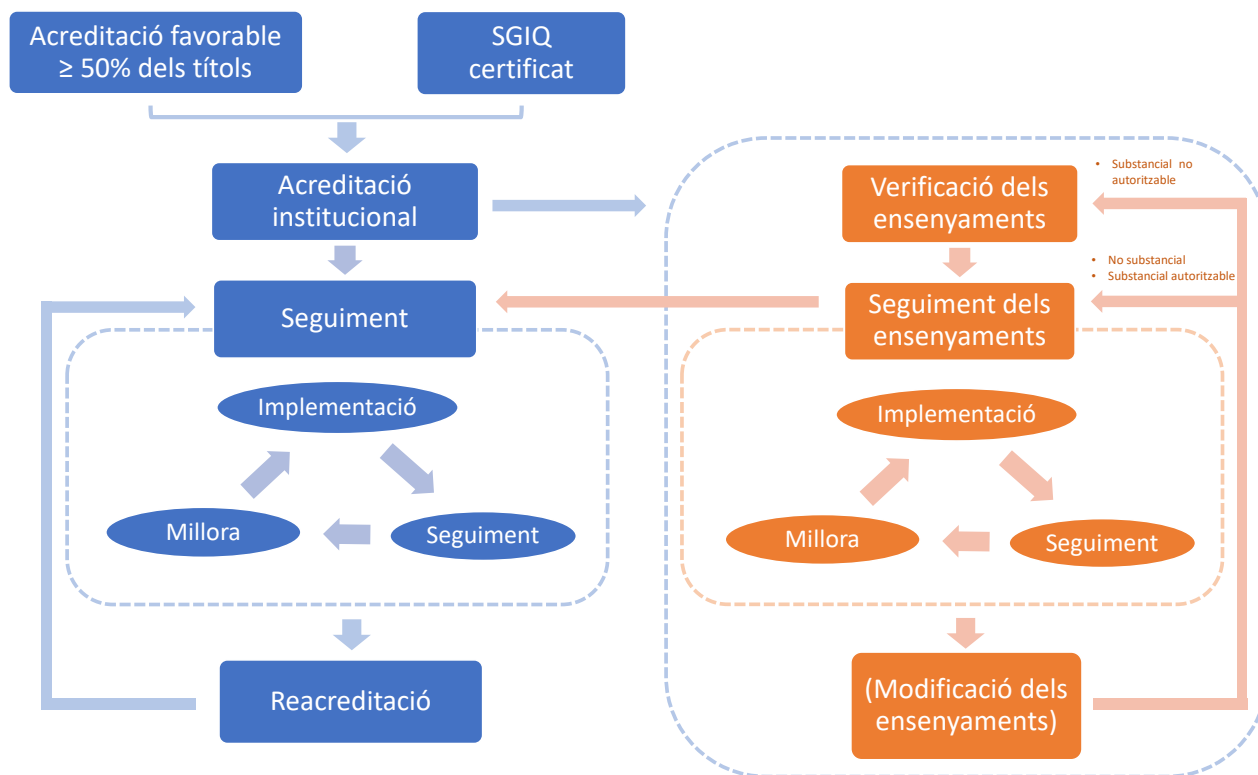 Acreditació favorable
≥ 50% dels títols
SGIQ
certificat
Acreditació
institucional
Seguiment
Implementació
Millora
Seguiment
Reacreditació
Verificació dels
ensenyaments
• Substancial no
autoritzable
• No substancial
• Substancial autoritzable
Seguiment dels
ensenyaments
Implementació
Millora
Seguiment
(Modificació dels
ensenyaments)